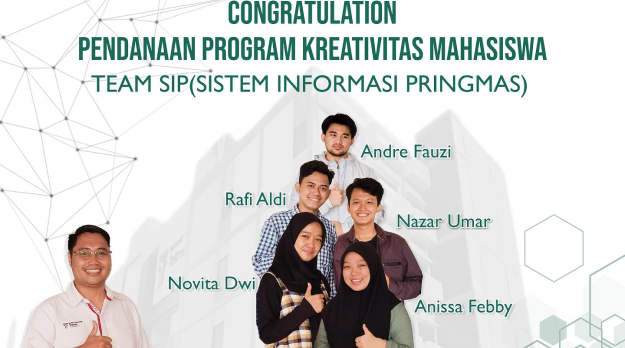 CONGRATULATION
PENDANAAN PROGRAM KREATIVITAS MAHASISWA
TEAM SIP(SISTEM INFORMASI PRINGMAS)
Andre Fauzi
Rafi Aldi
Nazar Umar
Novita Dwi
Anissa Febby